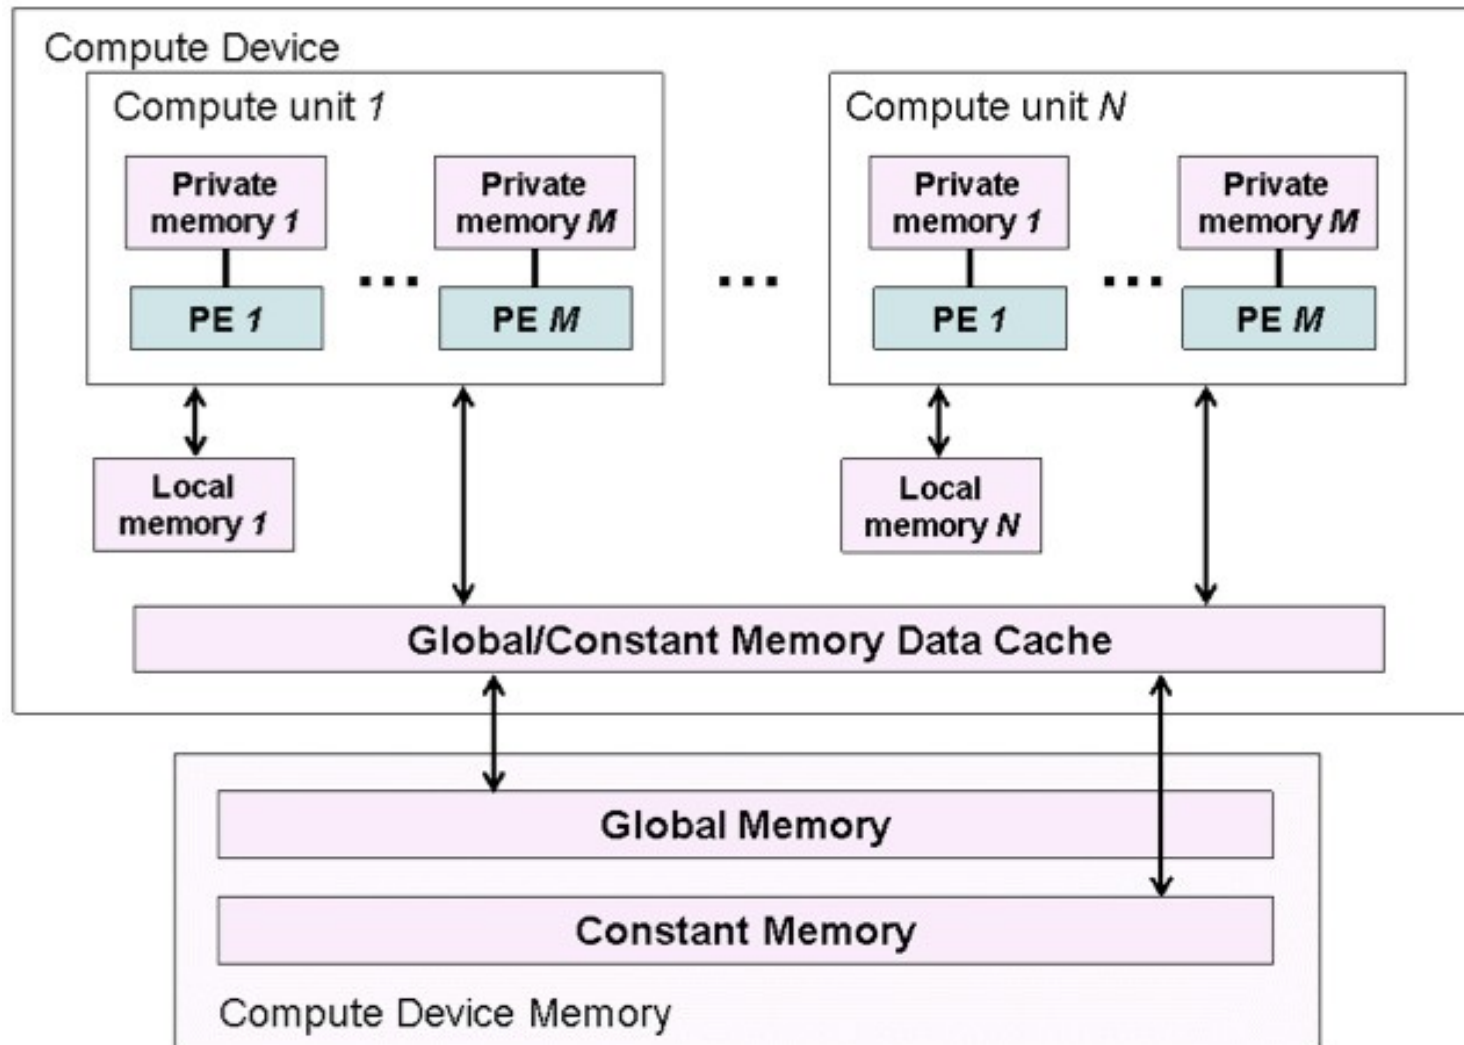 Compute Device
Compute unit 1
Compute unit N
Private
memory 1
Private
memory M
Private
memory 1
Private
memory M
...
...
...
PE 1
PE M
PE 1
PE M
Local
memory 1
Local
memory N
Global/Constant Memory Data Cache
Global Memory
Constant Memory
Compute Device Memory